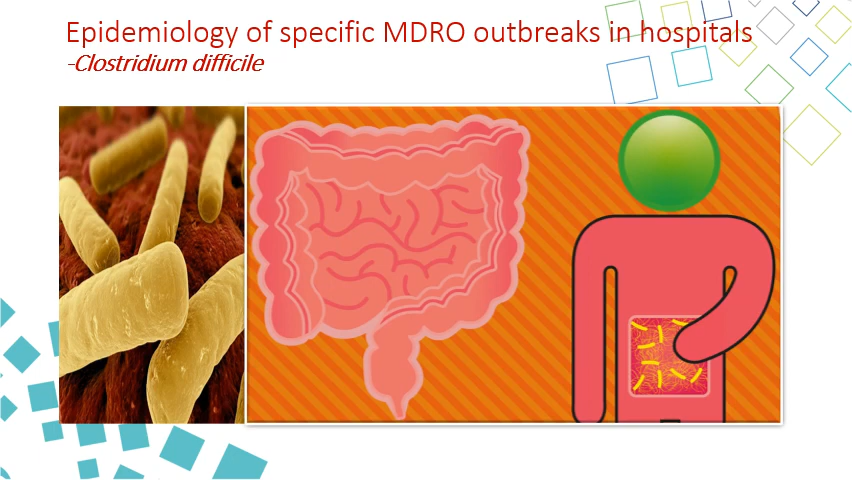 Epidemiology of specific MDRO outbreaks in hospitals
-Clostridium difficile